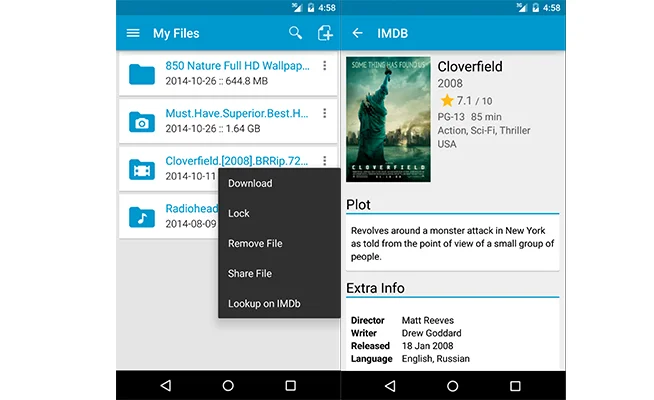 3G 4:58
My Files
850 Nature Full HD Wallpap...
2014-10-26 :: 644.8 MB
Must.Have.Superior.Best.H...
2014-10-26 :: 1.64 GB
Cloverfield.[2008].BRRip.72...
2014-10-11
Radiohead
2014-08-09
Download
Lock
Remove File
Share File
Lookup on IMDb
3G 4:58
IMDB
SOME THING HAS FOUND US
CLOVERFIELD
Cloverfield
2008
7.1 / 10
PG-13 85 min
Action, Sci-Fi, Thriller
USA
Plot
Revolves around a monster attack in New York
as told from the point of view of a small group of
people.
Extra Info
Director Matt Reeves
Writer Drew Goddard
Released 18 Jan 2008
Language English, Russian